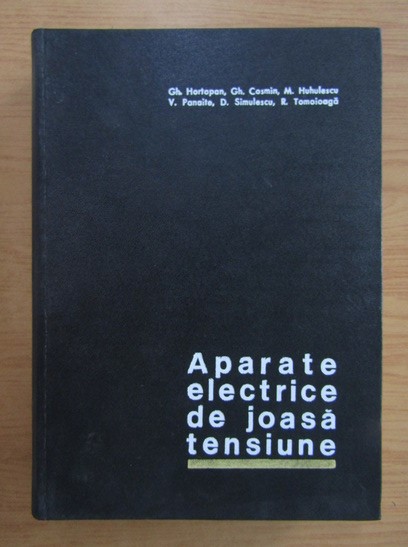 Gh. Hortopan, Gh. Cosmin, M. Huhulescu
V. Panaite, D. Simulescu, R. Tomoioagă
Aparate
electrice
de joasă
tensiune